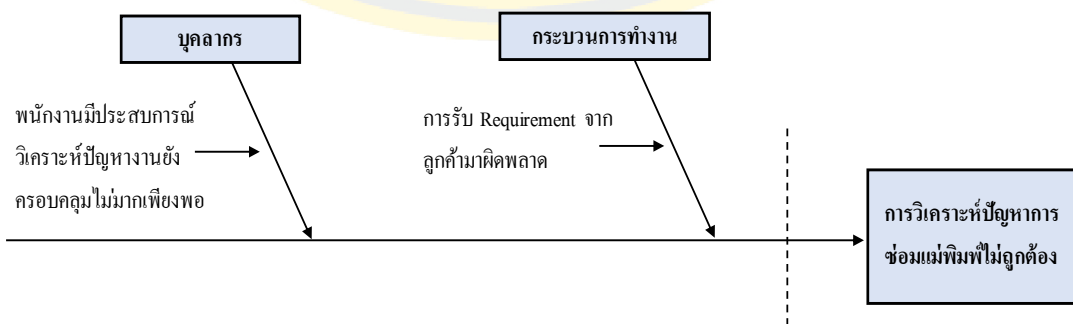 บุคลากร
กระบวนการทำงาน
พนักงานมีประสบการณ์
วิเคราะห์ปัญหางานยัง
ครอบคลุมไม่มากเพียงพอ
การรับ Requirement จาก
ลูกค้ามาผิดพลาด
การวิเคราะห์ปัญหาการ
ซ่อมแม่พิมพ์ไม่ถูกต้อง